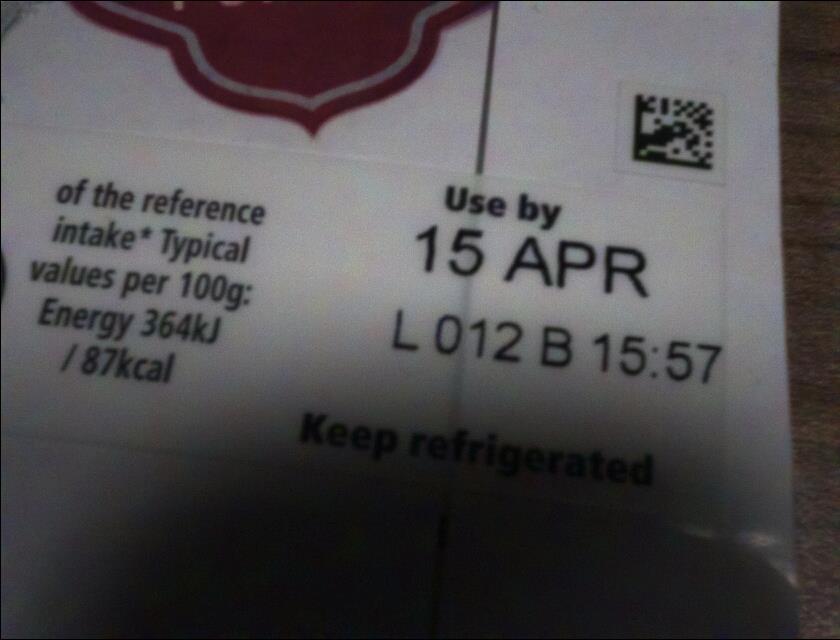 of the reference
intake* Typical
values per 100g:
Energy 364kJ
/ 87kcal
Use by
15 APR
L 012 B 15:57
Keep refrigerated